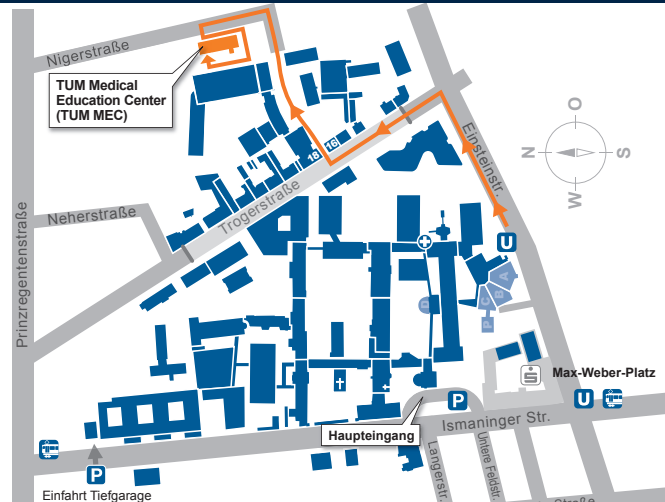 Nigerstraße
TUM Medical
Education Center
(TUM MEC)
18
16
Einsteinstr.
O
N
S
W
Trogerstraße
Neherstraße
Prinzregentenstraße
U
A
B
C
D
P
S
Max-Weber-Platz
P
U
Ismaninger Str.
Haupteingang
Langerstr.
Untere Feldstr.
P
Einfahrt Tiefgarage